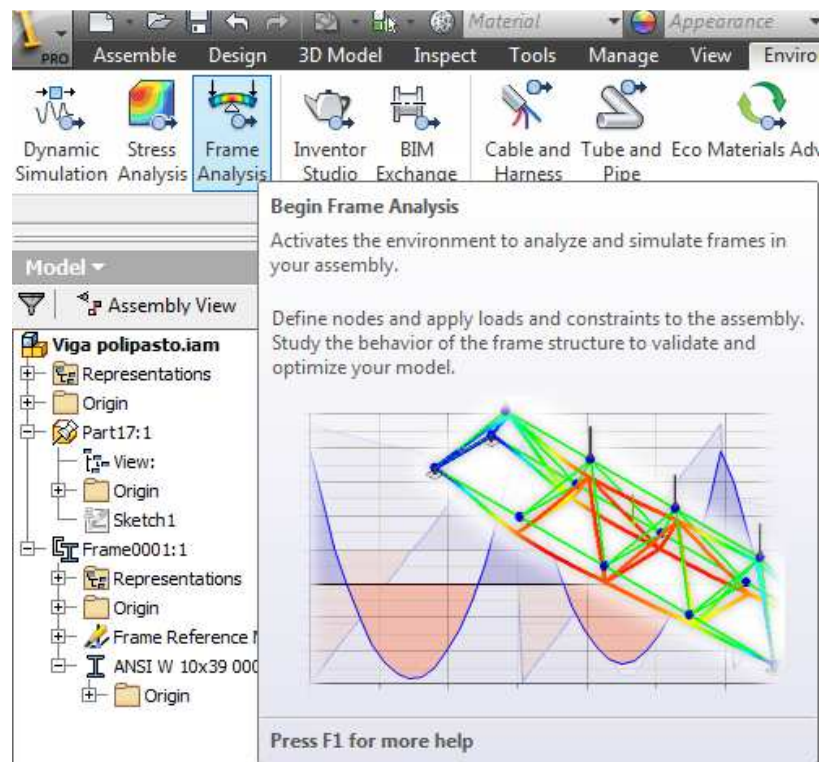 Material Appearance
PRO Assemble Design 3D Model Inspect Tools Manage View Enviro
Dynamic Simulation
Stress Analysis
Frame Analysis
Inventor Studio
BIM Exchange
Cable and Harness
Tube and Pipe
Eco Materials Adv
Begin Frame Analysis
Activates the environment to analyze and simulate frames in
your assembly.
Define nodes and apply loads and constraints to the assembly.
Study the behavior of the frame structure to validate and
optimize your model.
Press F1 for more help
Model
Assembly View
Viga polipasto.iam
Representations
Origin
Part17:1
View:
Origin
Sketch1
Frame0001:1
Representations
Origin
Frame Reference
ANSI W 10x39 000
Origin